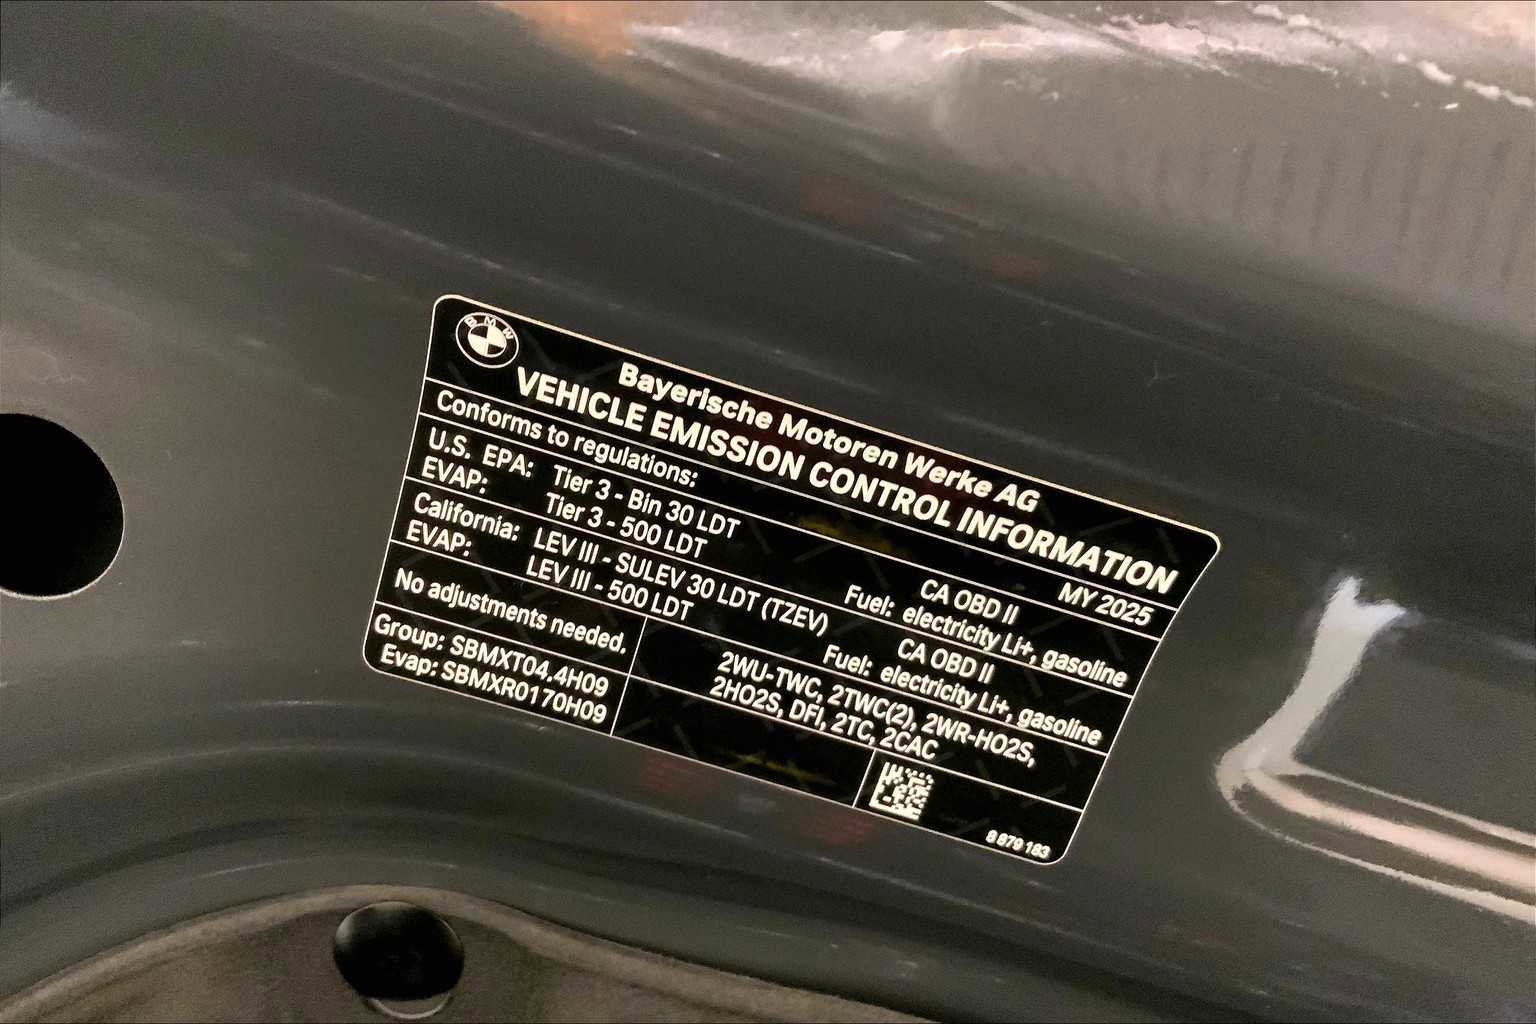 BMW
Bayerische Motoren Werke AG
VEHICLE EMISSION CONTROL INFORMATION
Conforms to regulations: MY 2025
U.S. EPA: Tier 3 - Bin 30 LDT CA OBD II
EVAP: Tier 3 - 500 LDT Fuel: electricity Li+, gasoline
California: LEV III - SULEV 30 LDT (TZEV) CA OBD II
EVAP: LEV III - 500 LDT Fuel: electricity Li+, gasoline
No adjustments needed. 2WU-TWC, 2TWC(2), 2WR-HO2S,
2HO2S, DFI, 2TC, 2CAC
Group: SBMXT04.4H09
Evap: SBMXR0170H09
8 879 183